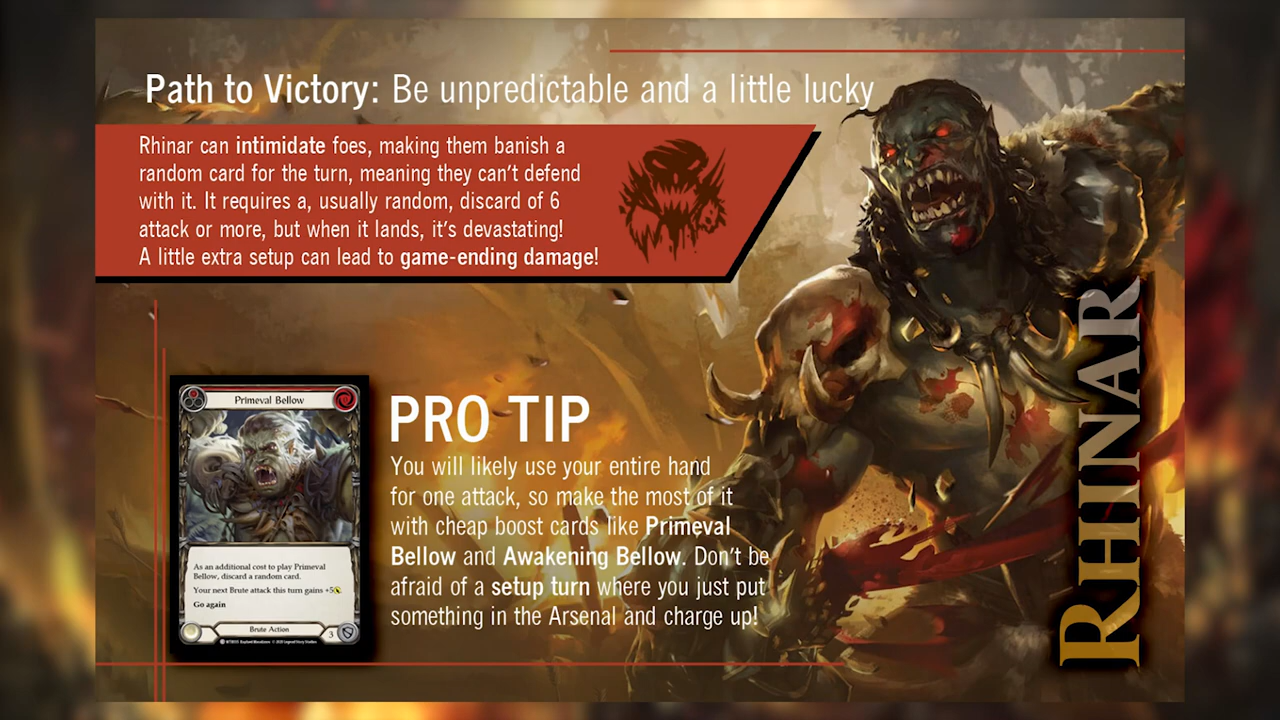 Path to Victory: Be unpredictable and a little lucky
Rhinar can intimidate foes, making them banish a
random card for the turn, meaning they can't defend
with it. It requires a, usually random, discard of 6
attack or more, but when it lands, it's devastating!
A little extra setup can lead to game-ending damage!
RHINAR
Primeval Bellow
As an additional cost to play Primeval
Bellow, discard a random card.
Your next Brute attack this turn gains +5
Go again
Brute Action
3
PRO TIP
You will likely use your entire hand
for one attack, so make the most of it
with cheap boost cards like Primeval
Bellow and Awakening Bellow. Don't be
afraid of a setup turn where you just put
something in the Arsenal and charge up!